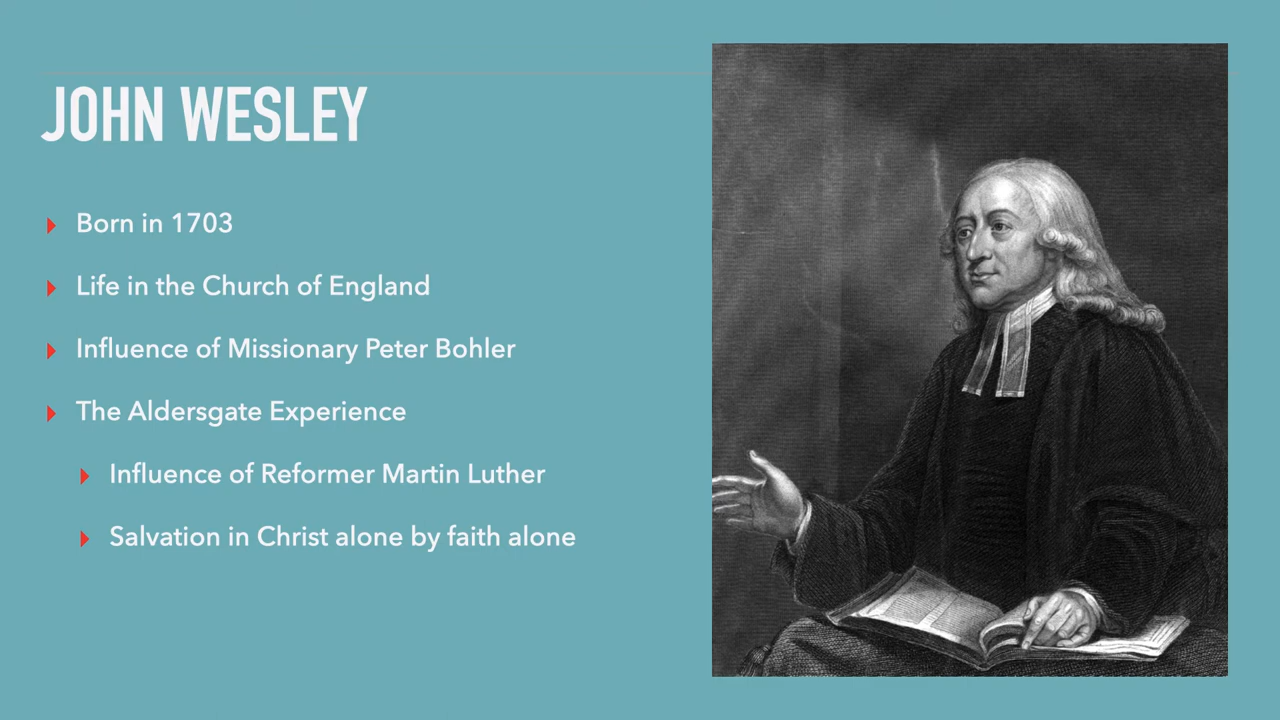 JOHN WESLEY
Born in 1703
Life in the Church of England
Influence of Missionary Peter Bohler
The Aldersgate Experience
Influence of Reformer Martin Luther
Salvation in Christ alone by faith alone